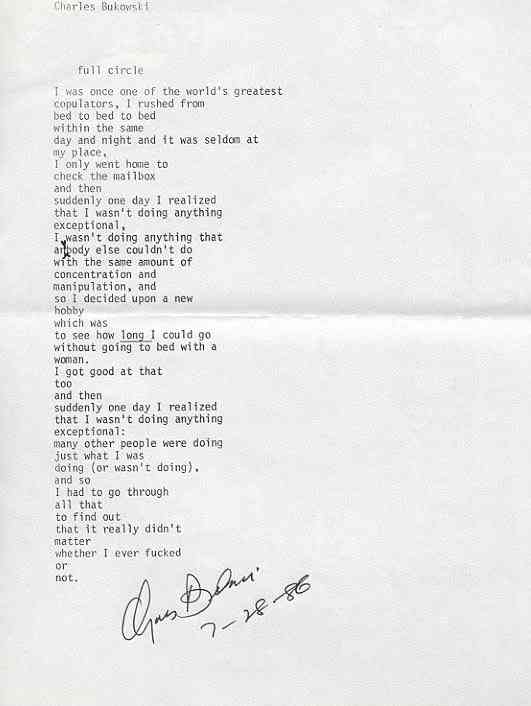 Charles Bukowski
full circle
I was once one of the world's greatest
copulators, I rushed from
bed to bed to bed
within the same
day and night and it was seldom at
my place,
I only went home to
check the mailbox
and then
suddenly one day I realized
that I wasn't doing anything
exceptional,
I wasn't doing anything that
anybody else couldn't do
with the same amount of
concentration and
manipulation, and
so I decided upon a new
hobby
which was
to see how long I could go
without going to bed with a
woman.
I got good at that
too
and then
suddenly one day I realized
that I wasn't doing anything
exceptional:
many other people were doing
just what I was
doing (or wasn't doing),
and so
I had to go through
all that
to find out
that it really didn't
matter
whether I ever fucked
or
not.
7-28-86